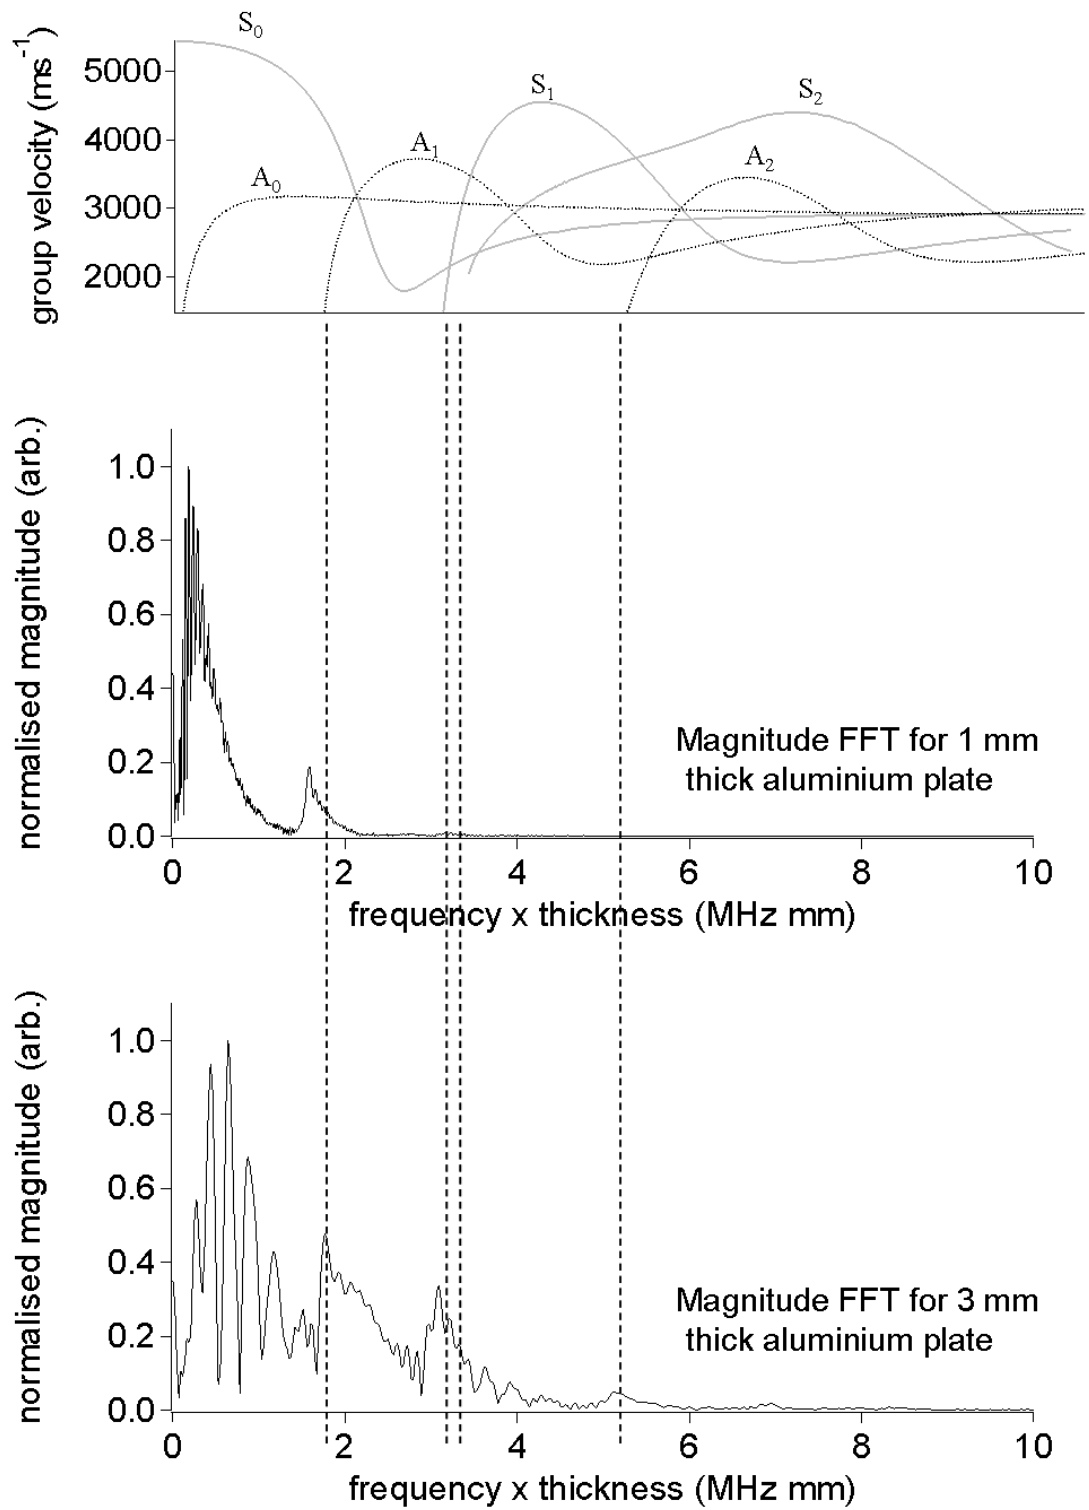 group velocity (ms⁻¹)
5000
4000
3000
2000
S₀
A₀
A₁
S₁
S₂
A₂
normalised magnitude (arb.)
1.0
0.8
0.6
0.4
0.2
0.0
Magnitude FFT for 1 mm
thick aluminium plate
0 2 4 6 8 10
frequency x thickness (MHz mm)
normalised magnitude (arb.)
1.0
0.8
0.6
0.4
0.2
0.0
Magnitude FFT for 3 mm
thick aluminium plate
0 2 4 6 8 10
frequency x thickness (MHz mm)